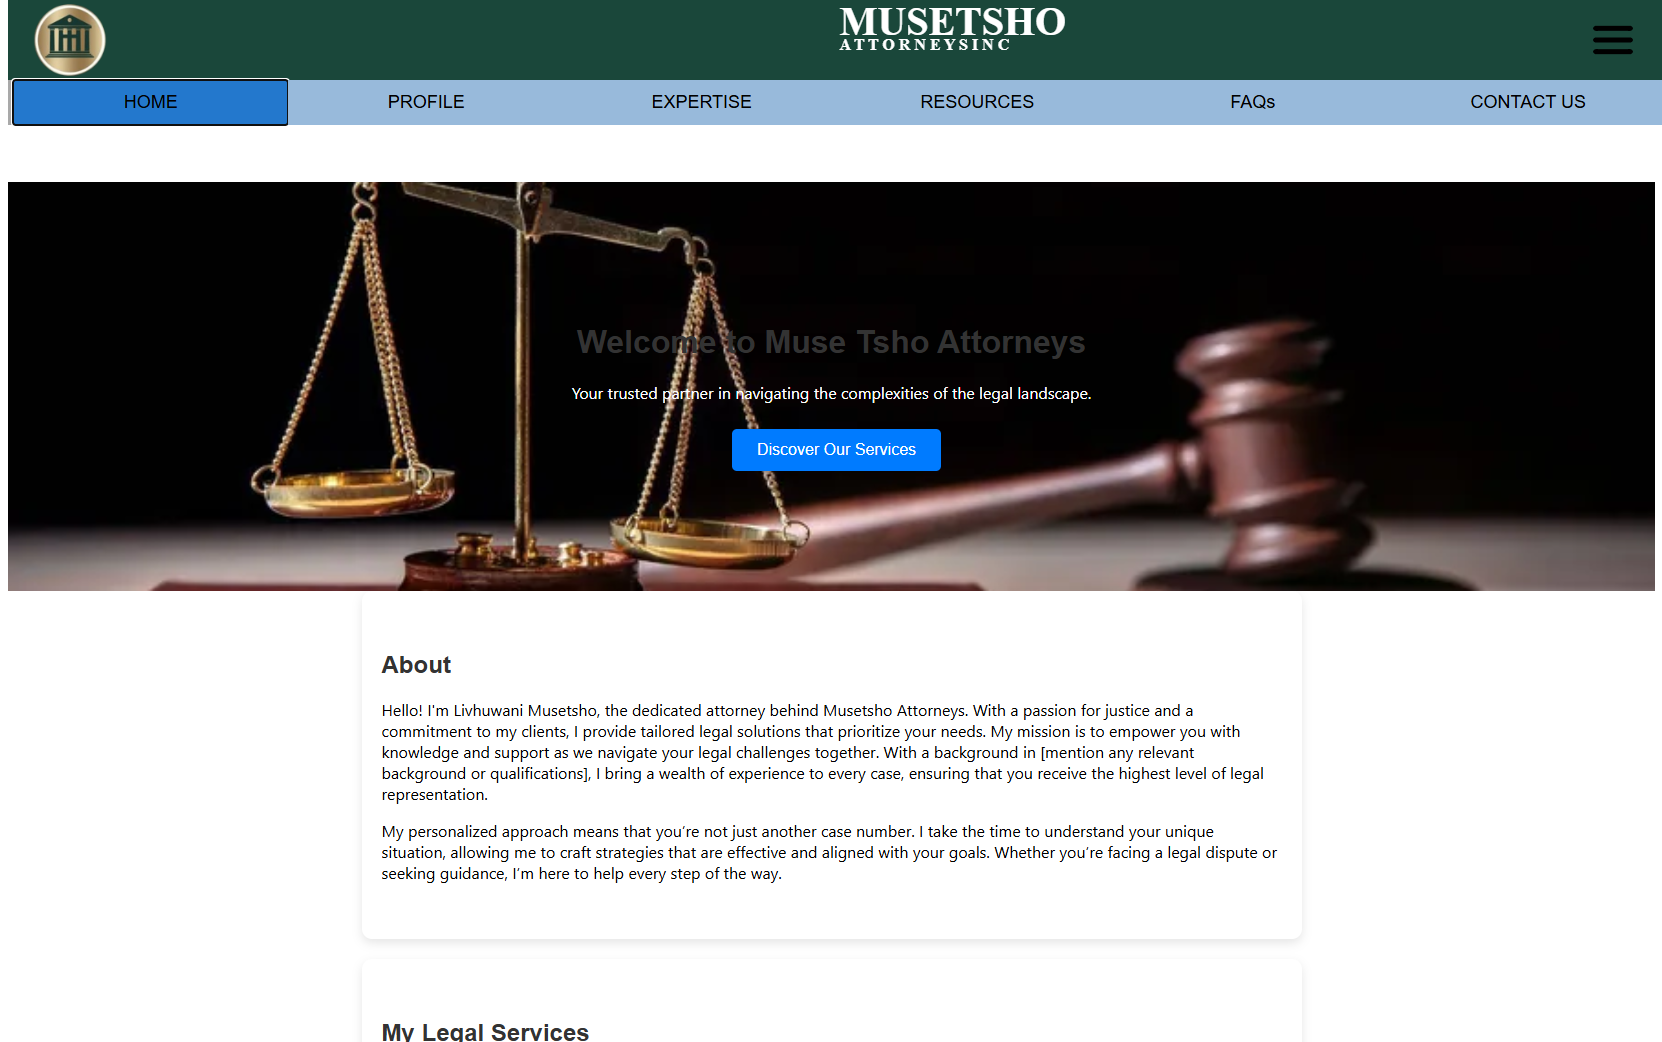 MUSETSHO
ATTORNEYSINC
HOME PROFILE EXPERTISE RESOURCES FAQs CONTACT US
Welcome to Muse Tsho Attorneys
Your trusted partner in navigating the complexities of the legal landscape.
Discover Our Services
About
Hello! I'm Livhuwani Musetsho, the dedicated attorney behind Musetsho Attorneys. With a passion for justice and a
commitment to my clients, I provide tailored legal solutions that prioritize your needs. My mission is to empower you with
knowledge and support as we navigate your legal challenges together. With a background in [mention any relevant
background or qualifications], I bring a wealth of experience to every case, ensuring that you receive the highest level of legal
representation.
My personalized approach means that you’re not just another case number. I take the time to understand your unique
situation, allowing me to craft strategies that are effective and aligned with your goals. Whether you’re facing a legal dispute or
seeking guidance, I’m here to help every step of the way.
My Legal Services